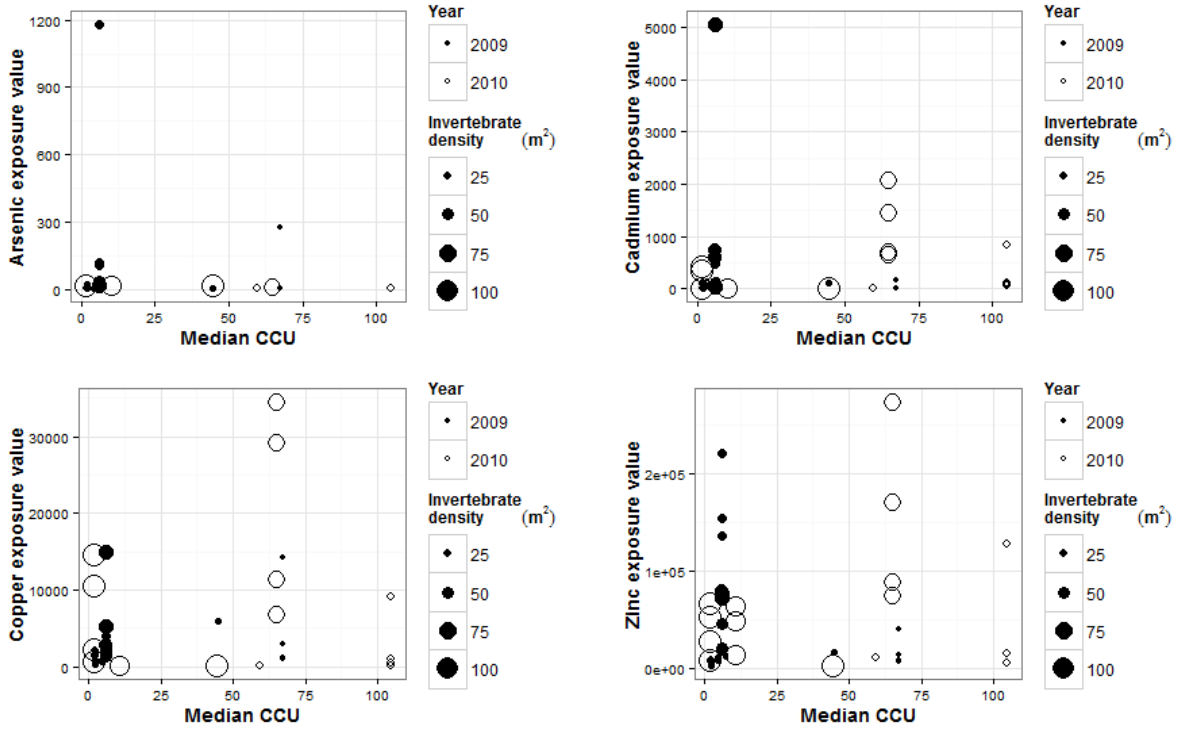 Arsenic exposure value
1200
900
600
300
0
0 25 50 75 100
Median CCU
Year
2009
2010
Invertebrate
density (m²)
25
50
75
100
Cadmium exposure value
5000
4000
3000
2000
1000
0
0 25 50 75 100
Median CCU
Year
2009
2010
Invertebrate
density (m²)
25
50
75
100
Copper exposure value
30000
20000
10000
0
0 25 50 75 100
Median CCU
Year
2009
2010
Invertebrate
density (m²)
25
50
75
100
Zinc exposure value
2e+05
1e+05
0e+00
0 25 50 75 100
Median CCU
Year
2009
2010
Invertebrate
density (m²)
25
50
75
100